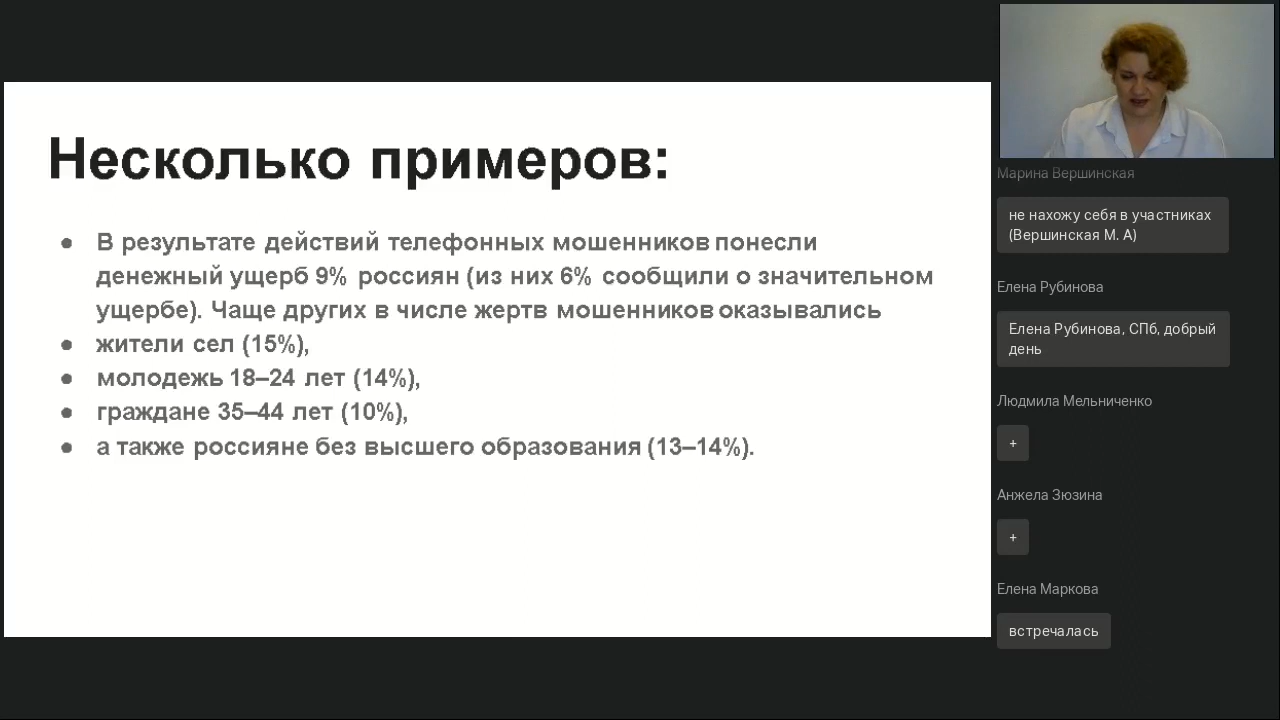 Несколько примеров:
● В результате действий телефонных мошенников понесли
денежный ущерб 9% россиян (из них 6% сообщили о значительном
ущербе). Чаще других в числе жертв мошенников оказывались
● жители сел (15%),
● молодежь 18–24 лет (14%),
● граждане 35–44 лет (10%),
● а также россияне без высшего образования (13–14%).
Марина Вершинская
не нахожу себя в участниках
(Вершинская М. А)
Елена Рубинова
Елена Рубинова, СПб, добрый
день
Людмила Мельниченко
+
Анжела Зюзина
+
Елена Маркова
встречалась